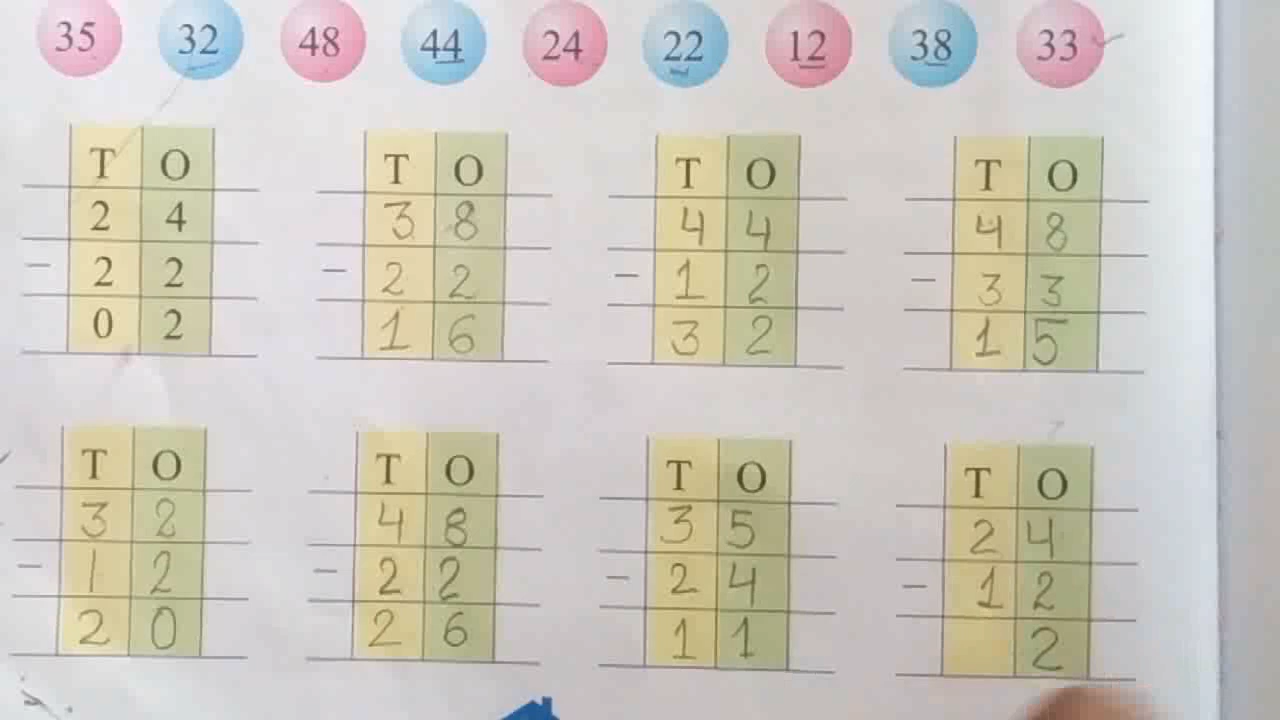 35 32 48 44 24 22 12 38 33
T O T O T O T O
2 4 3 8 4 4 4 8
- 2 2 - 2 2 - 1 2 - 3 3
0 2 1 6 3 2 1 5
T O T O T O T O
3 2 4 8 3 5 2 4
- 1 2 - 2 2 - 2 4 - 1 2
2 0 2 6 1 1 2